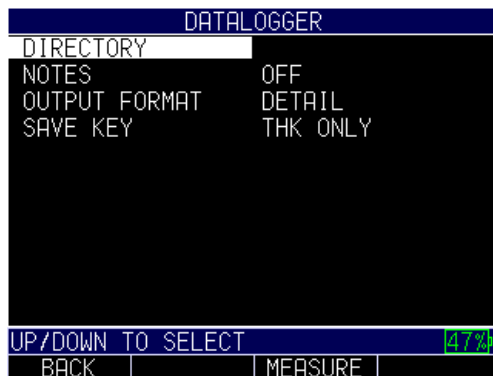 DATALOGGER
DIRECTORY
NOTES OFF
OUTPUT FORMAT DETAIL
SAVE KEY THK ONLY
UP/DOWN TO SELECT 47%
BACK MEASURE